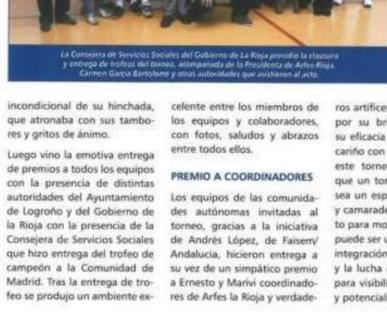 La Consejera de Servicios Sociales del Gobierno de La Rioja presidio la clausura
y entrega de trofeos del torneo, acompañada de la Presidenta de Arfes Rioja,
Carmen García Bartolomé y otras autoridades que asistieron al acto.
incondicional de su hinchada,
que atronaba con sus tambo-
res y gritos de ánimo.
Luego vino la emotiva entrega
de premios a todos los equipos
con la presencia de distintas
autoridades del Ayuntamiento
de Logroño y del Gobierno de
la Rioja con la presencia de la
Consejera de Servicios Sociales
que hizo entrega del trofeo de
campeón a la Comunidad de
Madrid. Tras la entrega de tro-
feo se produjo un ambiente ex-
celente entre los miembros de
los equipos y colaboradores,
con fotos, saludos y abrazos
entre todos ellos.
PREMIO A COORDINADORES
Los equipos de las comunida-
des autónomas invitadas al
torneo, gracias a la iniciativa
de Andrés López, de Faisem/
Andalucia, hicieron entrega a
su vez de un simpático premio
a Ernesto y Marivi coordinado-
res de Arfes la Rioja y verdade-
ros artífice
por su br
su eficacia
cariño con
este torne
que un tor
sea un esp
y camarade
to para mo
puede ser u
integración
y la lucha
para visibili
y potencial